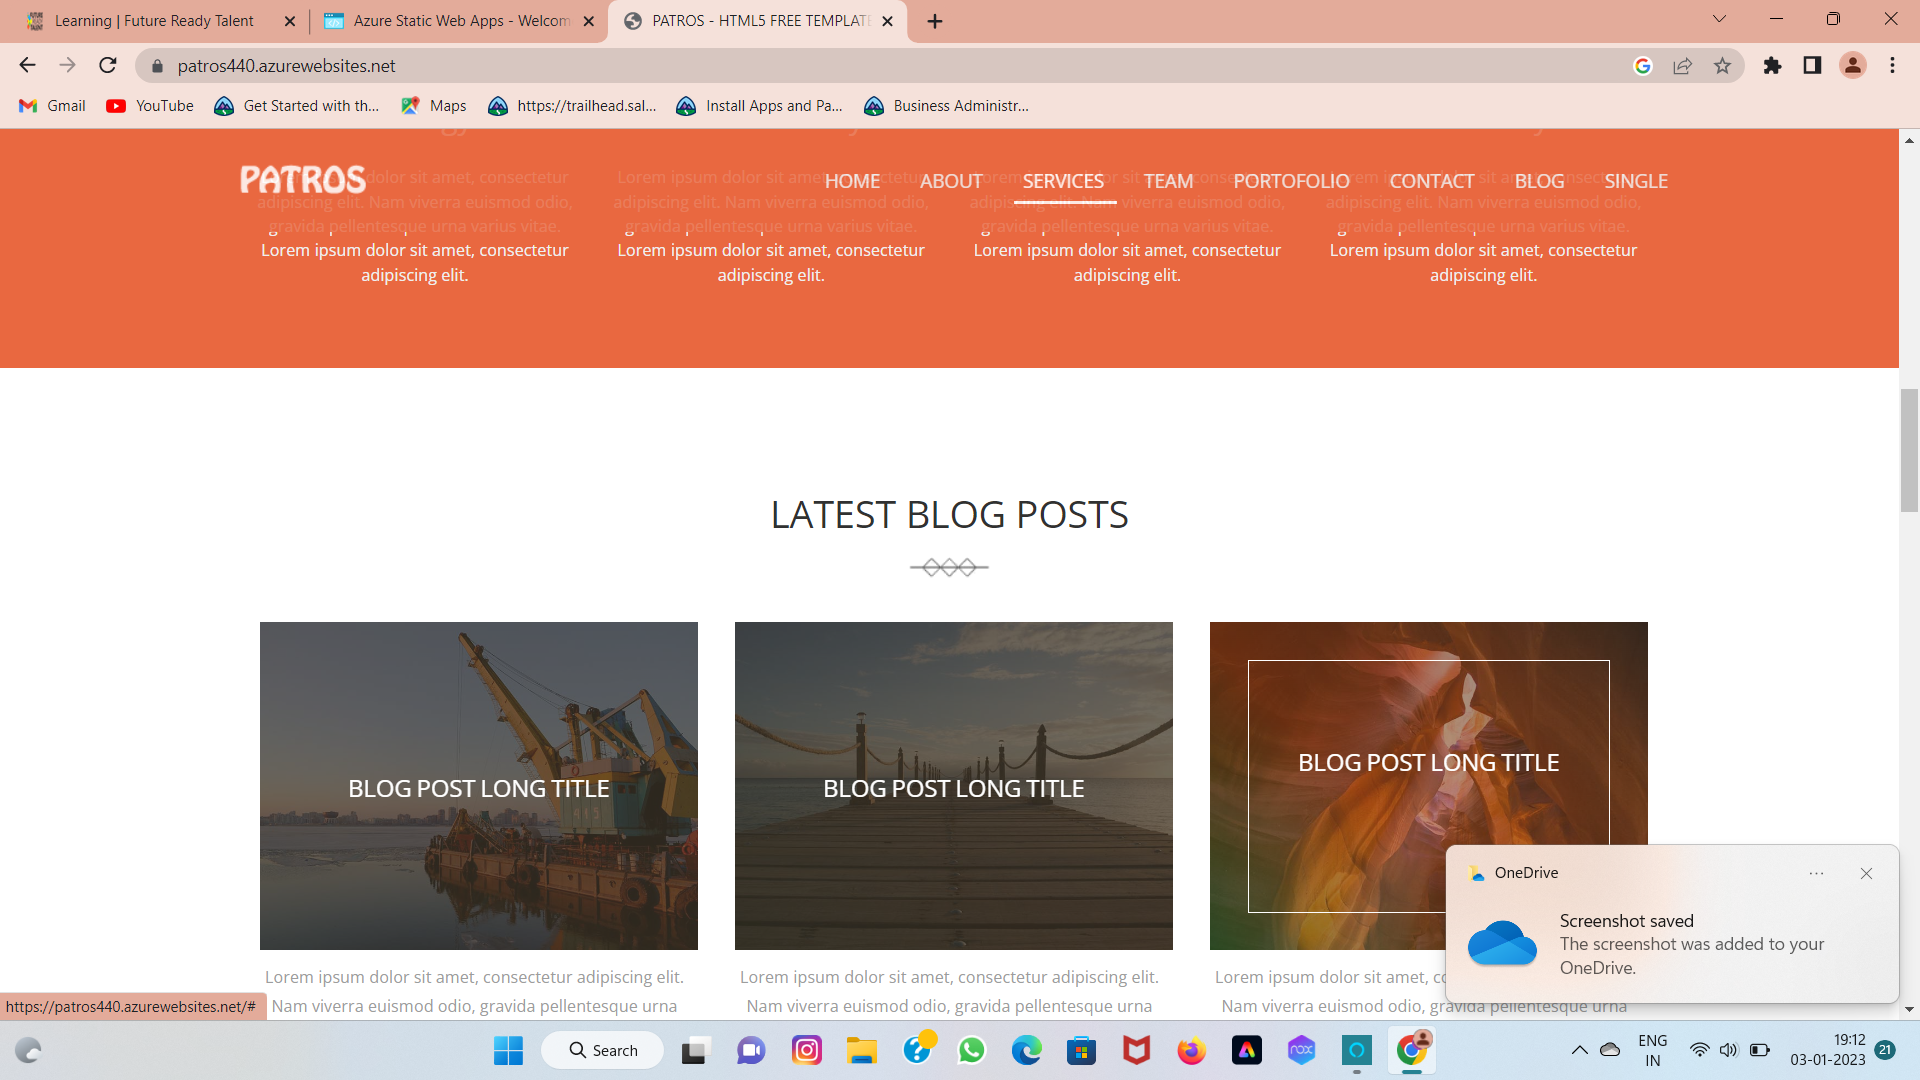 Learning | Future Ready Talent
Azure Static Web Apps - Welcom
PATROS - HTML5 FREE TEMPLATE
patros440.azurewebsites.net
Gmail
YouTube
Get Started with th...
Maps
https://trailhead.sal...
Install Apps and Pa...
Business Administr...
PATROS
HOME
ABOUT
SERVICES
TEAM
PORTOFOLIO
CONTACT
BLOG
SINGLE
Lorem ipsum dolor sit amet, consectetur
adipiscing elit. Nam viverra euismod odio,
gravida pellentesque urna varius vitae.
Lorem ipsum dolor sit amet, consectetur
adipiscing elit.
Lorem ipsum dolor sit amet, consectetur
adipiscing elit. Nam viverra euismod odio,
gravida pellentesque urna varius vitae.
Lorem ipsum dolor sit amet, consectetur
adipiscing elit.
Lorem ipsum dolor sit amet, consectetur
adipiscing elit. Nam viverra euismod odio,
gravida pellentesque urna varius vitae.
Lorem ipsum dolor sit amet, consectetur
adipiscing elit.
Lorem ipsum dolor sit amet, consectetur
adipiscing elit. Nam viverra euismod odio,
gravida pellentesque urna varius vitae.
Lorem ipsum dolor sit amet, consectetur
adipiscing elit.
LATEST BLOG POSTS
BLOG POST LONG TITLE
BLOG POST LONG TITLE
BLOG POST LONG TITLE
Lorem ipsum dolor sit amet, consectetur adipiscing elit.
Nam viverra euismod odio, gravida pellentesque urna
Lorem ipsum dolor sit amet, consectetur adipiscing elit.
Nam viverra euismod odio, gravida pellentesque urna
Lorem ipsum dolor sit amet,
Nam viverra euismod odio, gravida pellentesque urna
OneDrive
Screenshot saved
The screenshot was added to your
OneDrive.
https://patros440.azurewebsites.net/#
Search
ENG
IN
19:12
03-01-2023
21